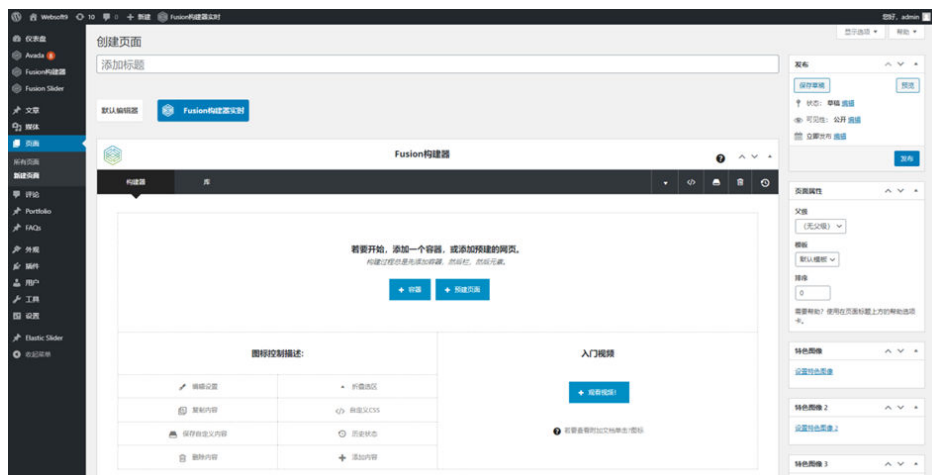 Websoft9 10 0 新建 Fusion构建器实时 您好, admin
仪表盘
Avada
Fusion构建器
Fusion Slider
文章
媒体
页面
所有页面
新建页面
评论
Portfolio
FAQs
外观
插件
用户
工具
设置
Elastic Slider
收起菜单
显示选项 帮助
创建页面
添加标题
默认编辑器 Fusion构建器实时
Fusion构建器
构建器 库
若要开始，添加一个容器，或添加预建的网页。
构建过程总是先添加容器，然后栏，然后元素。
+ 容器 + 预建页面
图标控制描述:
编辑设置 折叠选区
复制内容 </> 自定义CSS
保存自定义内容 历史状态
删除内容 添加内容
入门视频
+ 观看视频!
若要查看附加文档单击?图标
发布
保存草稿 预览
状态: 草稿 编辑
可见性: 公开 编辑
立即发布 编辑
发布
页面属性
父级
(无父级)
模板
默认模板
排序
0
需要帮助？使用在页面标题上方的帮助选项
卡。
特色图像
设置特色图像
特色图像 2
设置特色图像 2
特色图像 3